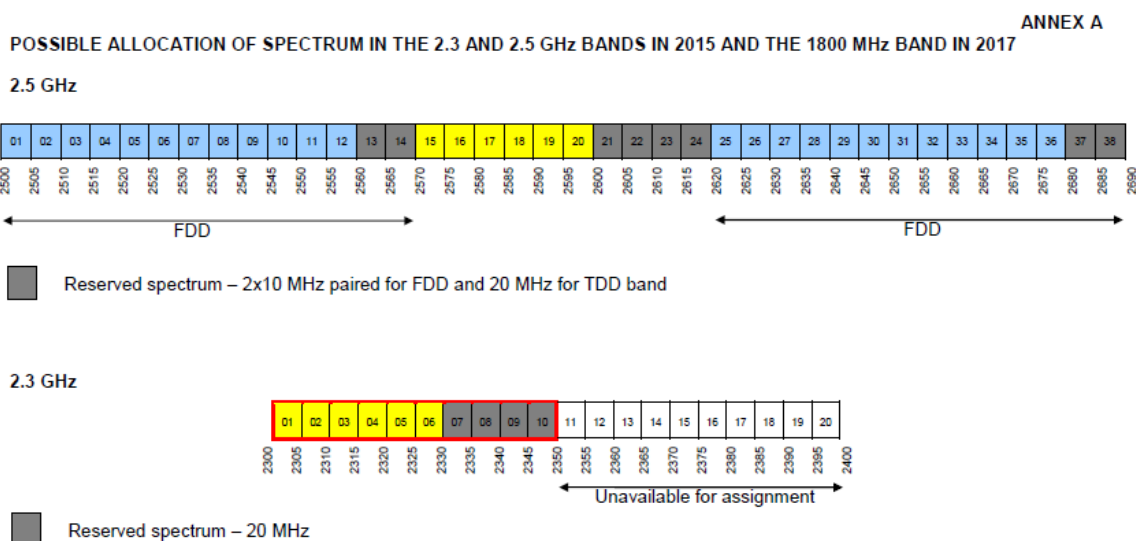 ANNEX A
POSSIBLE ALLOCATION OF SPECTRUM IN THE 2.3 AND 2.5 GHz BANDS IN 2015 AND THE 1800 MHz BAND IN 2017
2.5 GHz
01 02 03 04 05 06 07 08 09 10 11 12 13 14 15 16 17 18 19 20 21 22 23 24 25 26 27 28 29 30 31 32 33 34 35 36 37 38
2500 2505 2510 2515 2520 2525 2530 2535 2540 2545 2550 2555 2560 2565 2570 2575 2580 2585 2590 2595 2600 2605 2610 2615 2620 2625 2630 2635 2640 2645 2650 2655 2660 2665 2670 2675 2680 2685 2690
FDD FDD
Reserved spectrum – 2x10 MHz paired for FDD and 20 MHz for TDD band
2.3 GHz
01 02 03 04 05 06 07 08 09 10 11 12 13 14 15 16 17 18 19 20
2300 2305 2310 2315 2320 2325 2330 2335 2340 2345 2350 2355 2360 2365 2370 2375 2380 2385 2390 2395 2400
Unavailable for assignment
Reserved spectrum – 20 MHz